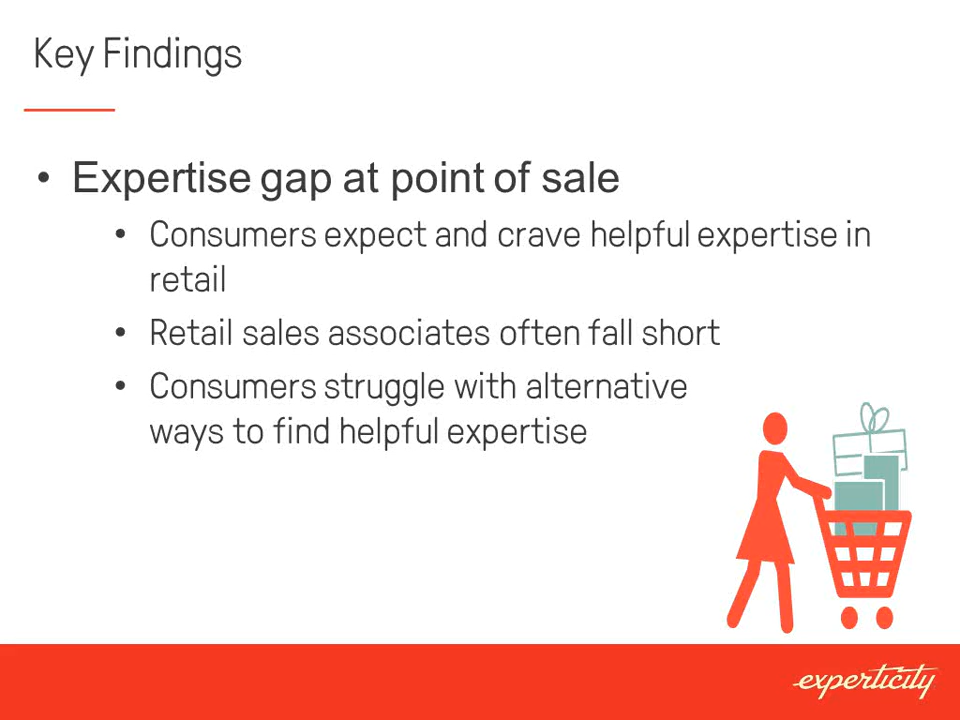 Key Findings
• Expertise gap at point of sale
• Consumers expect and crave helpful expertise in
retail
• Retail sales associates often fall short
• Consumers struggle with alternative
ways to find helpful expertise
experticity